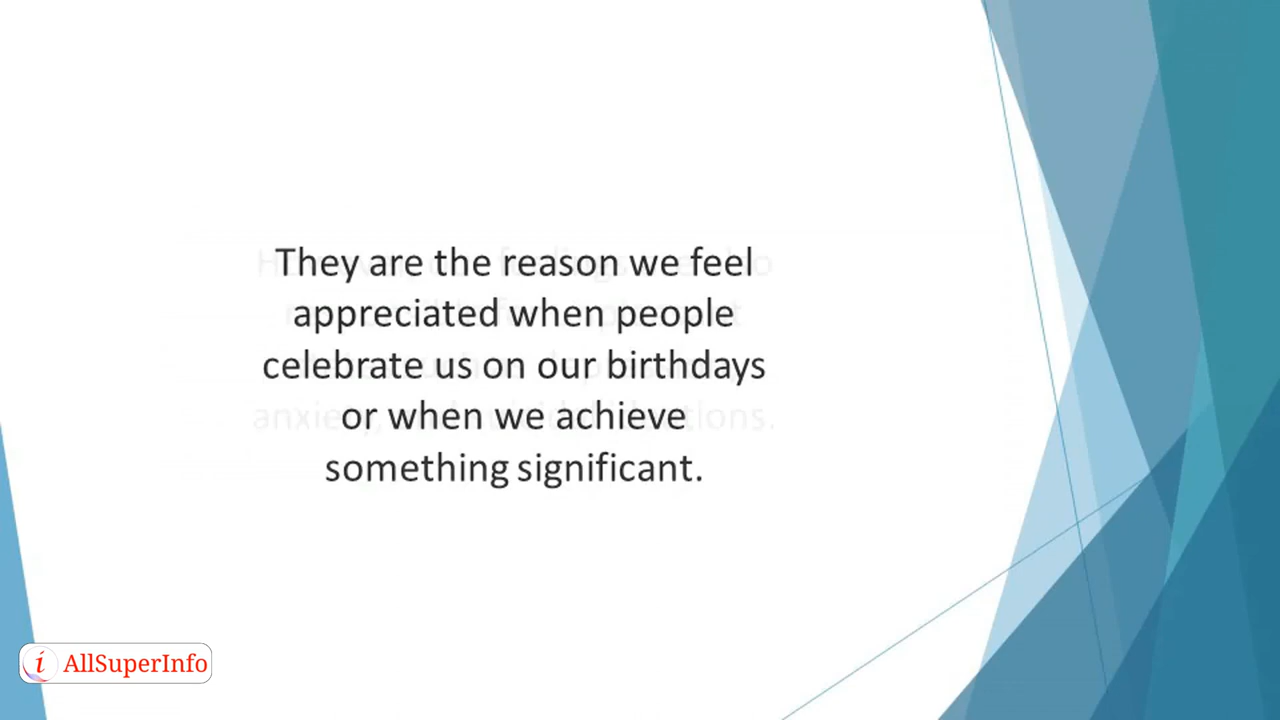 They are the reason we feel
appreciated when people
celebrate us on our birthdays
or when we achieve
something significant.
i AllSuperInfo